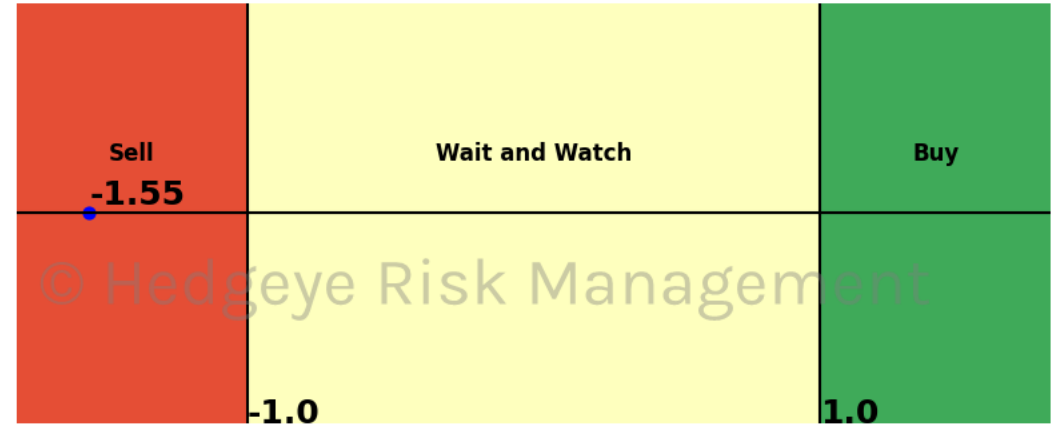 Sell
Wait and Watch
Buy
-1.55
© Hedgeye Risk Management
-1.0
1.0